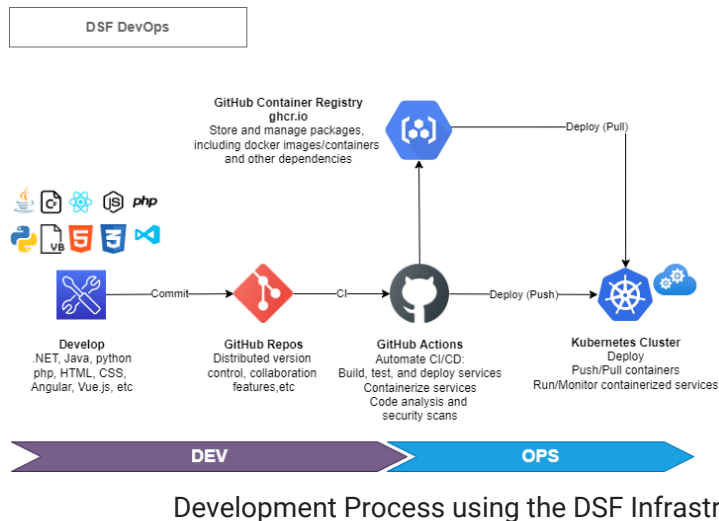 DSF DevOps
GitHub Container Registry
ghcr.io
Store and manage packages,
including docker images/containers
and other dependencies
Deploy (Pull)
C#
JS
php
VB
5
3
Commit
CI
Deploy (Push)
Develop
.NET, Java, python
php, HTML, CSS,
Angular, Vue.js, etc
GitHub Repos
Distributed version
control, collaboration
features,etc
GitHub Actions
Automate CI/CD:
Build, test, and deploy services
Containerize services
Code analysis and
security scans
Kubernetes Cluster
Deploy
Push/Pull containers
Run/Monitor containerized services
DEV
OPS
Development Process using the DSF Infrastr